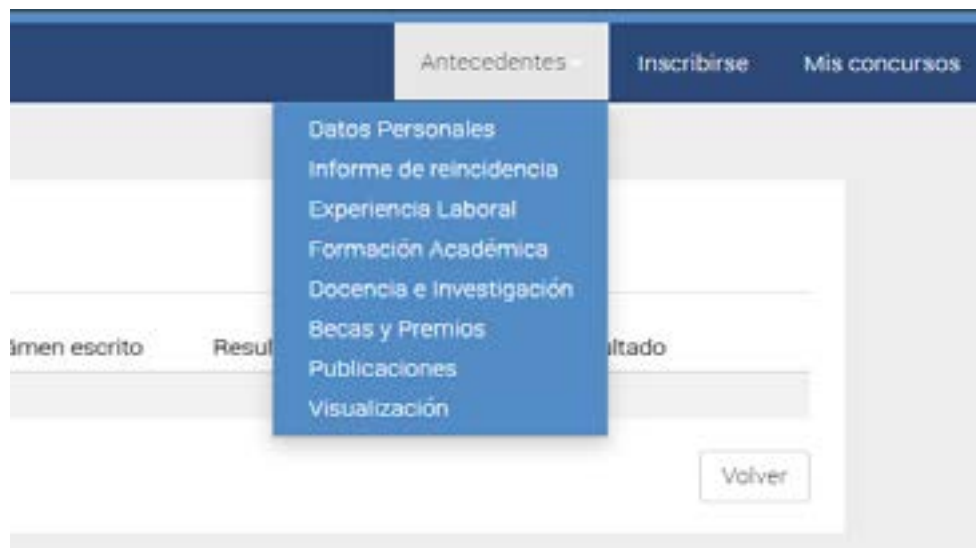 Antecedentes Inscribirse Mis concursos
Datos Personales
Informe de reincidencia
Experiencia Laboral
Formación Académica
Docencia e Investigación
Becas y Premios
Publicaciones
Visualización
escrito
Volver